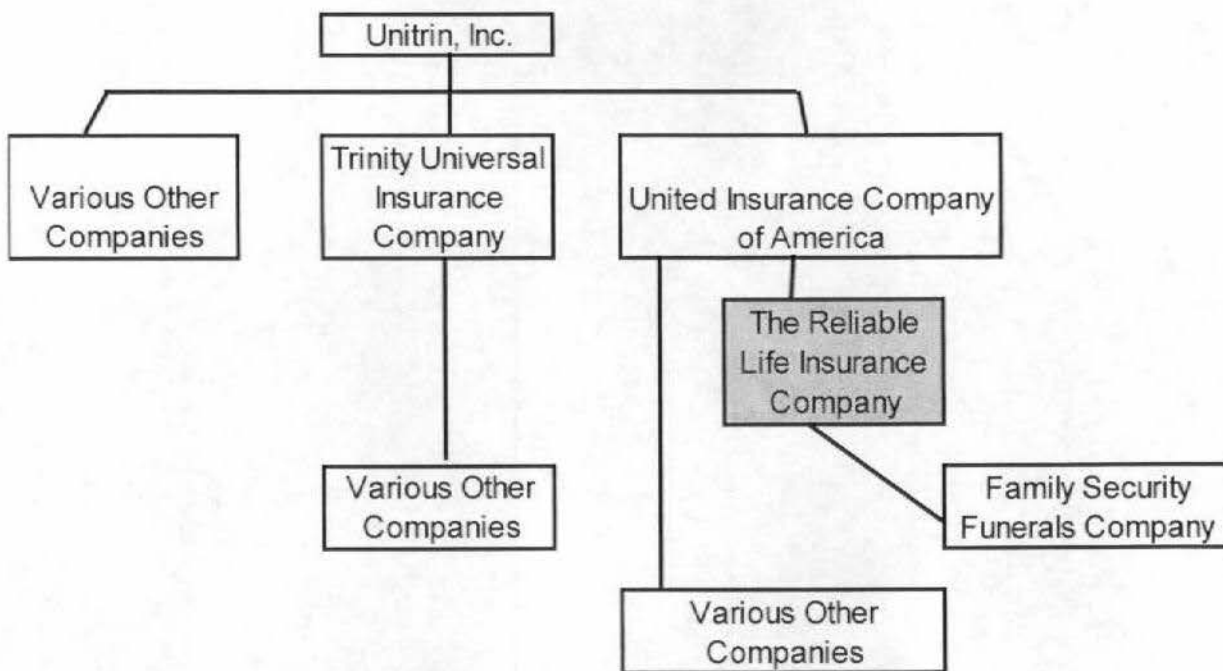 Unitrin, Inc.
Various Other
Companies
Trinity Universal
Insurance
Company
United Insurance Company
of America
The Reliable
Life Insurance
Company
Various Other
Companies
Family Security
Funerals Company
Various Other
Companies